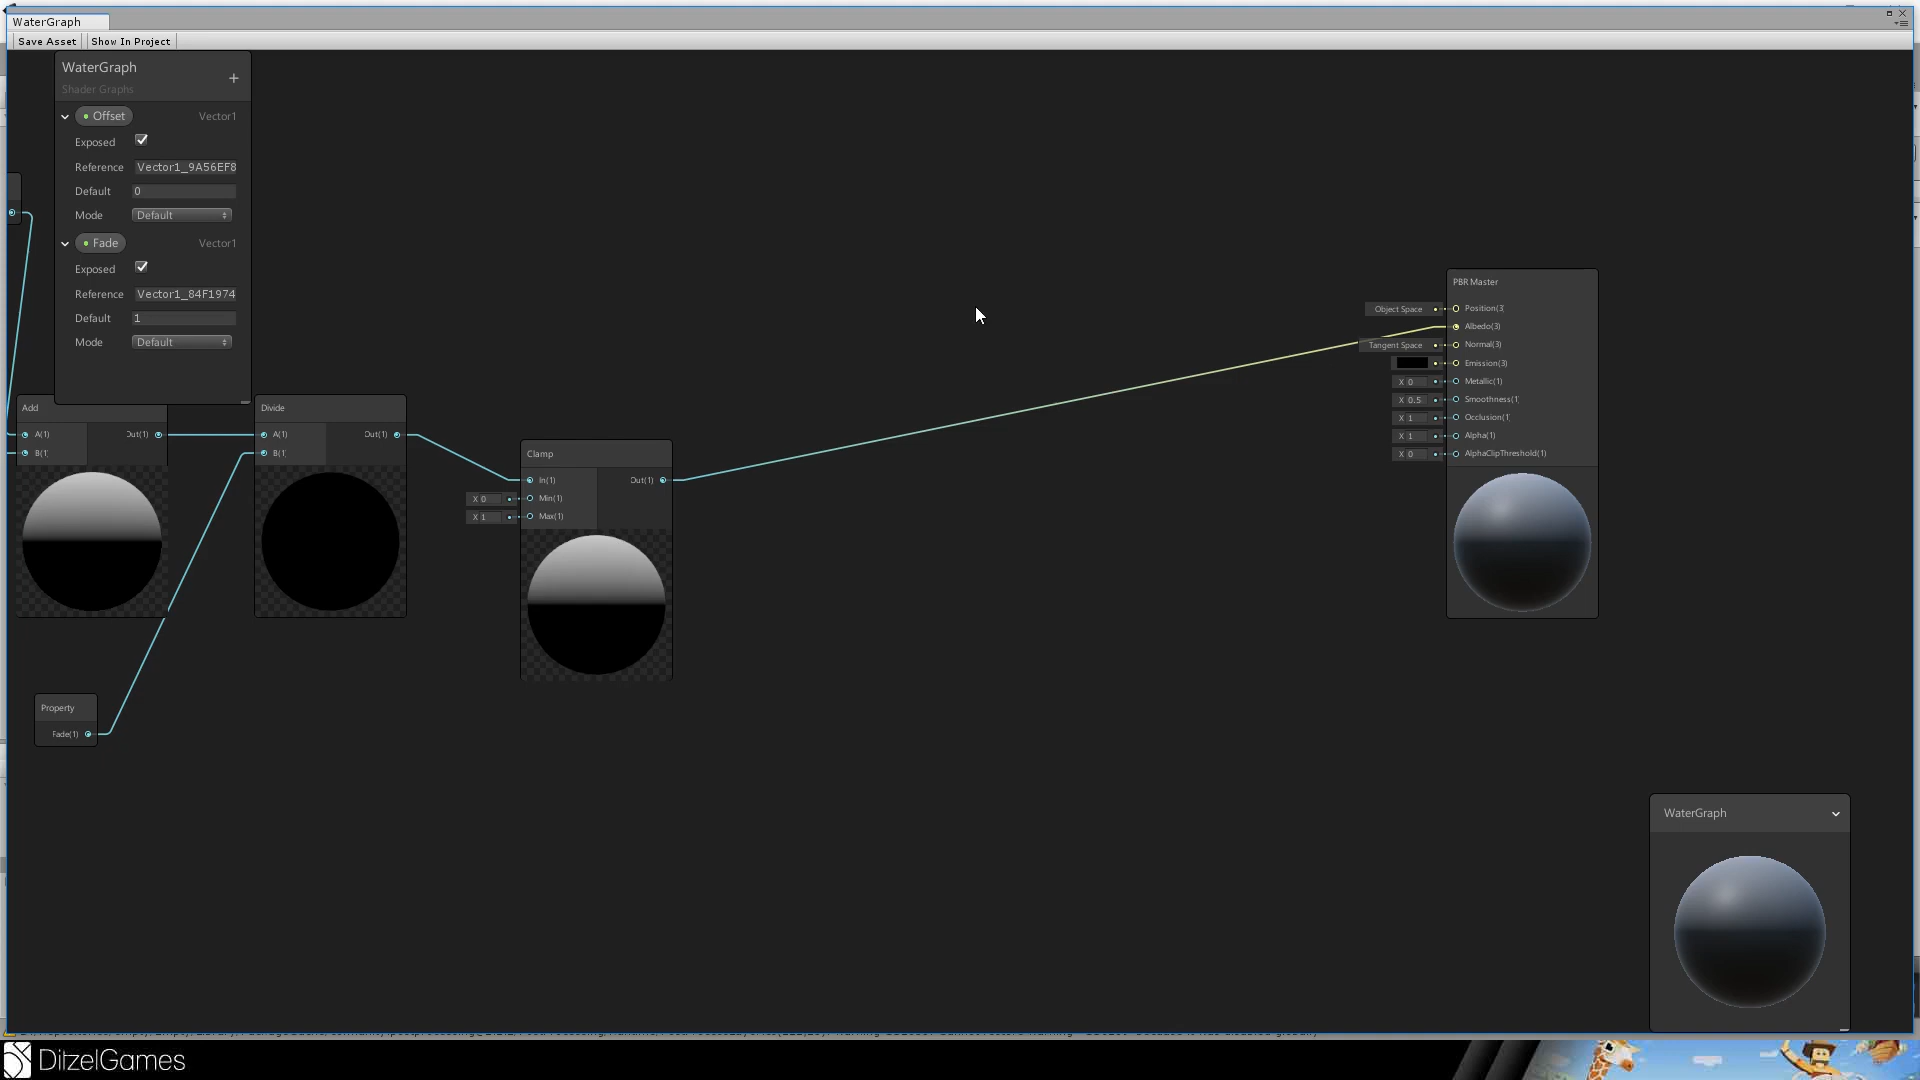 WaterGraph
Save Asset
Show In Project
WaterGraph
Shader Graphs
Offset
Vector1
Exposed
Reference
Vector1_9A56EF8
Default
0
Mode
Default
Fade
Vector1
Exposed
Reference
Vector1_84F1974
Default
1
Mode
Default
Add
A(1)
Out(1)
B(1)
Divide
A(1)
Out(1)
B(1)
Property
Fade(1)
Clamp
In(1)
Out(1)
X 0
Min(1)
X 1
Max(1)
PBR Master
Object Space
Position(3)
Albedo(3)
Tangent Space
Normal(3)
Emission(3)
X 0
Metallic(1)
X 0.5
Smoothness(1)
X 1
Occlusion(1)
X 1
Alpha(1)
X 0
AlphaClipThreshold(1)
WaterGraph
DitzelGames